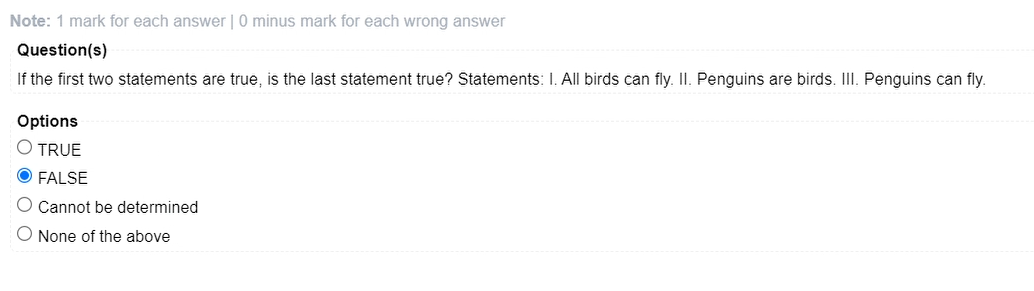 Note: 1 mark for each answer | 0 minus mark for each wrong answer
Question(s)
If the first two statements are true, is the last statement true? Statements: I. All birds can fly. II. Penguins are birds. III. Penguins can fly.
Options
TRUE
FALSE
Cannot be determined
None of the above